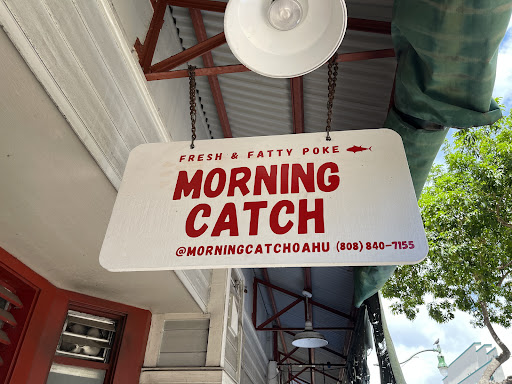 FRESH & FATTY POKE
MORNING
CATCH
@MORNINGCATCHOAHU (808) 840-7155